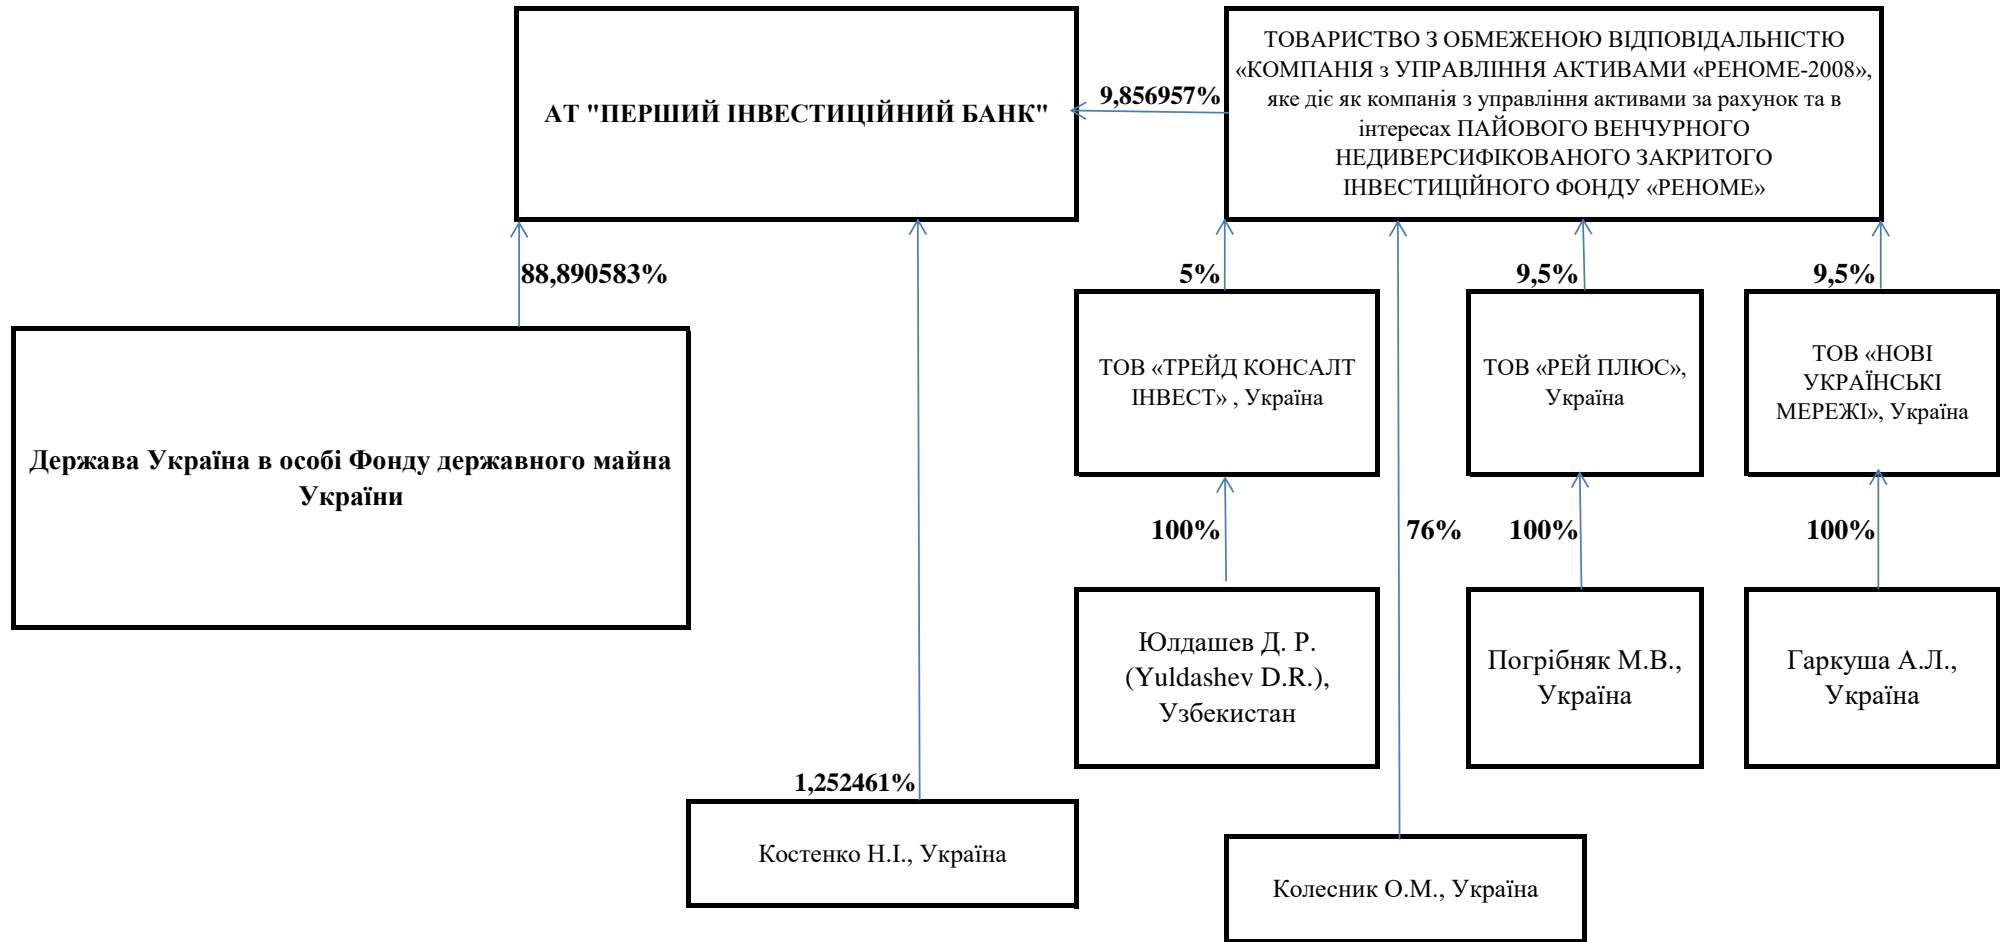 АТ "ПЕРШИЙ ІНВЕСТИЦІЙНИЙ БАНК"
9,856957%
ТОВАРИСТВО З ОБМЕЖЕНОЮ ВІДПОВІДАЛЬНІСТЮ
«КОМПАНІЯ з УПРАВЛІННЯ АКТИВАМИ «РЕНОМЕ-2008»,
яке діє як компанія з управління активами за рахунок та в
інтересах ПАЙОВОГО ВЕНЧУРНОГО
НЕДИВЕРСИФІКОВАНОГО ЗАКРИТОГО
ІНВЕСТИЦІЙНОГО ФОНДУ «РЕНОМЕ»
88,890583%
5%
9,5%
9,5%
Держава Україна в особі Фонду державного майна
України
ТОВ «ТРЕЙД КОНСАЛТ
ІНВЕСТ» , Україна
ТОВ «РЕЙ ПЛЮС»,
Україна
ТОВ «НОВІ
УКРАЇНСЬКІ
МЕРЕЖІ», Україна
100%
76%
100%
100%
Юлдашев Д. Р.
(Yuldashev D.R.),
Узбекистан
Погрібняк М.В.,
Україна
Гаркуша А.Л.,
Україна
1,252461%
Костенко Н.І., Україна
Колесник О.М., Україна